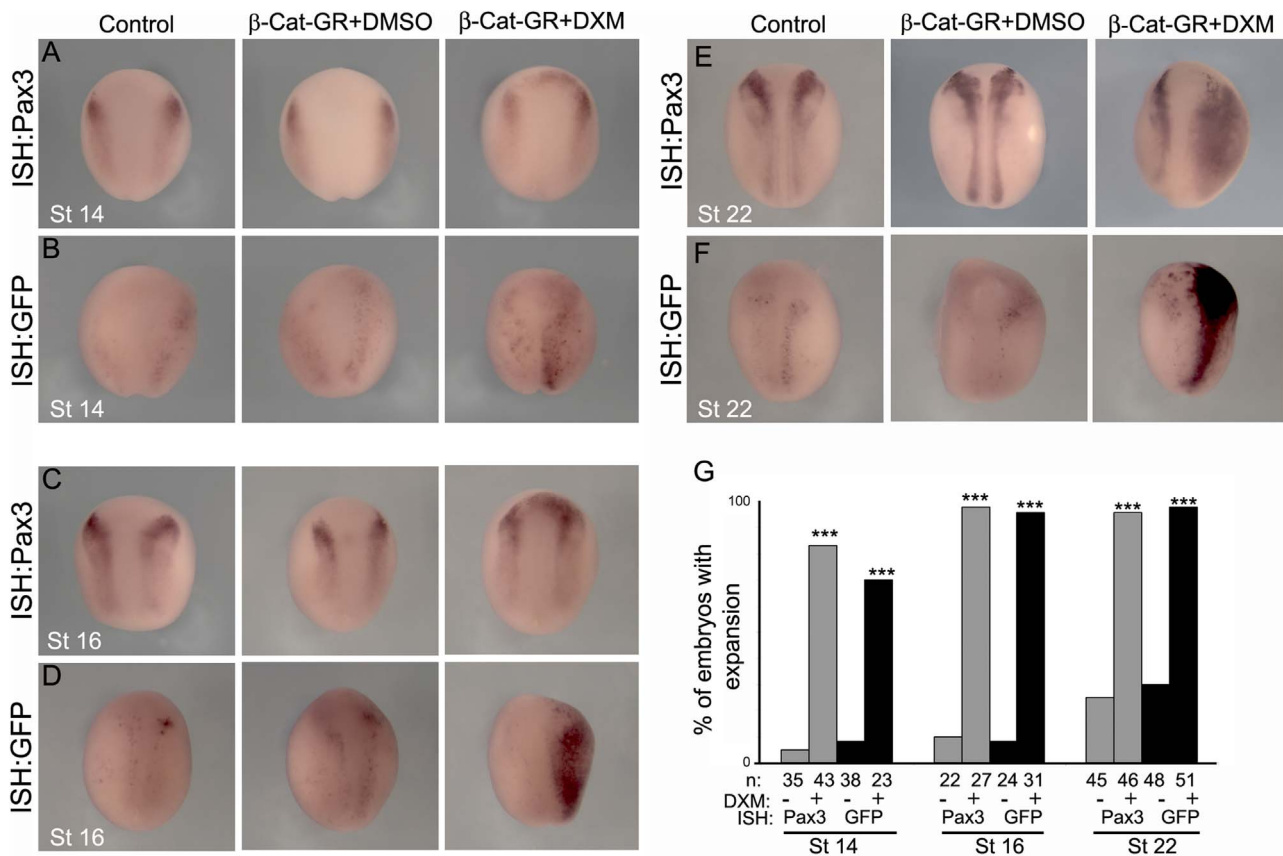 Control β-Cat-GR+DMSO β-Cat-GR+DXM
A
ISH:Pax3
St 14
B
ISH:GFP
St 14
C
ISH:Pax3
St 16
D
ISH:GFP
St 16
Control β-Cat-GR+DMSO β-Cat-GR+DXM
E
ISH:Pax3
St 22
F
ISH:GFP
St 22
G
% of embryos with
expansion
100
0
*** *** *** *** *** ***
n: 35 43 38 23 22 27 24 31 45 46 48 51
DXM: - + - + - + - + - + - +
ISH: Pax3 GFP Pax3 GFP Pax3 GFP
St 14 St 16 St 22